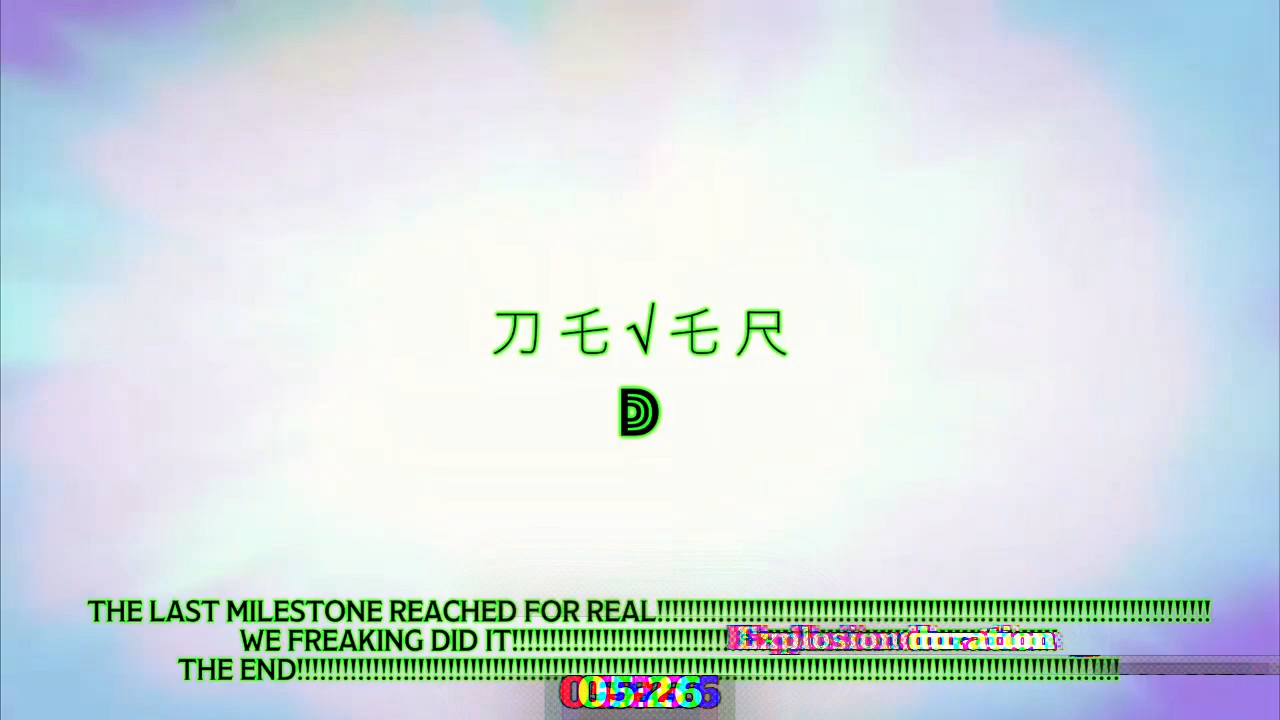 刀乇√乇尺
D
THE LAST MILESTONE REACHED FOR REAL!!!!!!!!!!!!!!!!!!!!!!!!!!!!!!!!!!!!!!!!!!!!!!!!!!!!!!!!!!!!!!!!!!!!!!
WE FREAKING DID IT!!!!!!!!!!!!!!!!!!!!!!!!!!! Explosion duration
THE END!!!!!!!!!!!!!!!!!!!!!!!!!!!!!!!!!!!!!!!!!!!!!!!!!!!!!!!!!!!!!!!!!!!!!!!!!!!!!!!!!!!!!!!!!!!!!!!!!!!!!!!